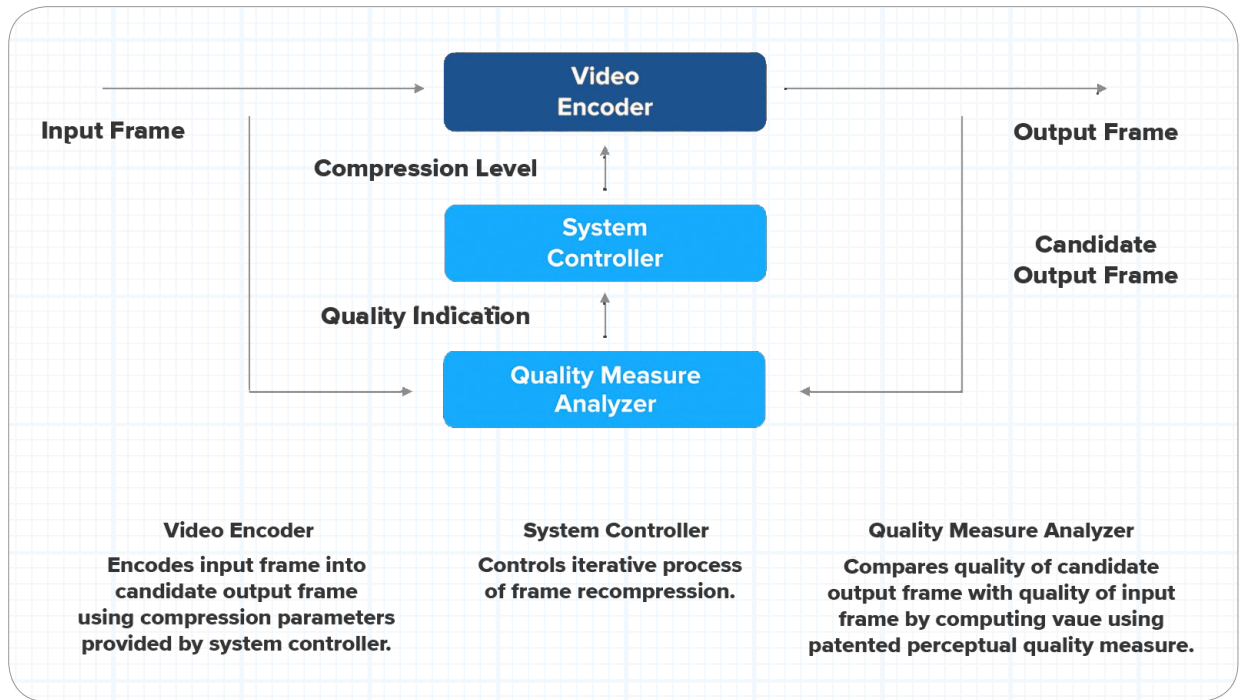 Video
Encoder
Input Frame
Output Frame
Compression Level
System
Controller
Candidate
Output Frame
Quality Indication
Quality Measure
Analyzer
Video Encoder
Encodes input frame into
candidate output frame
using compression parameters
provided by system controller.
System Controller
Controls iterative process
of frame recompression.
Quality Measure Analyzer
Compares quality of candidate
output frame with quality of input
frame by computing vaue using
patented perceptual quality measure.